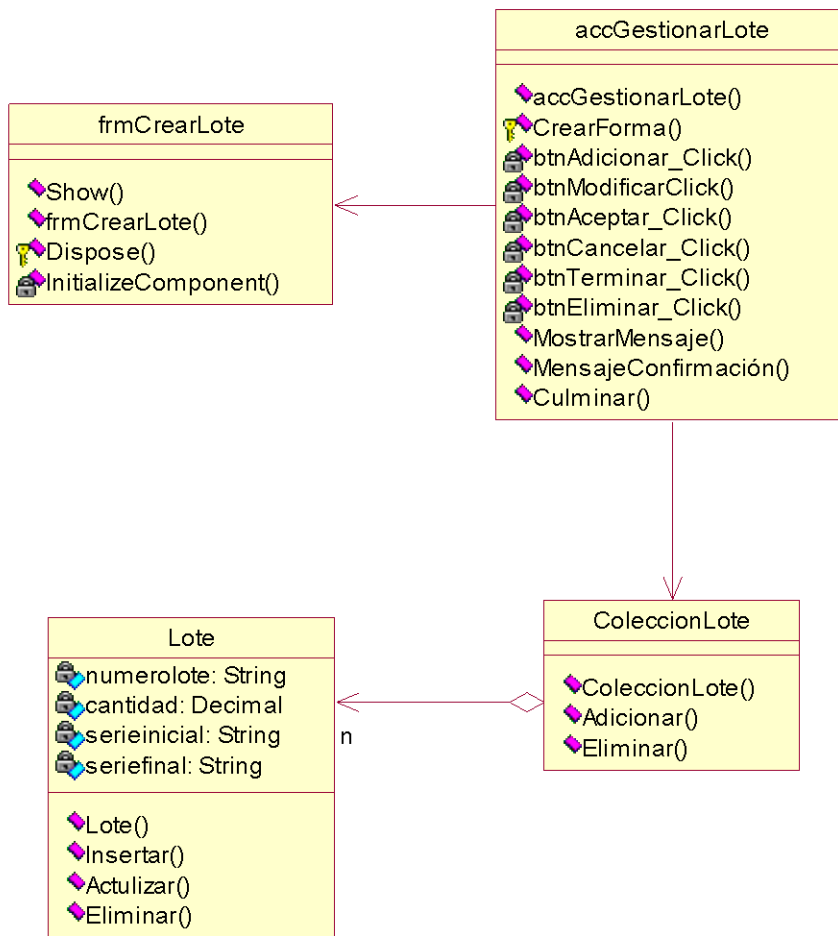 accGestionarLote
accGestionarLote()
CrearForma()
btnAdicionar_Click()
btnModificarClick()
btnAceptar_Click()
btnCancelar_Click()
btnTerminar_Click()
btnEliminar_Click()
MostrarMensaje()
MensajeConfirmación()
Culminar()
frmCrearLote
Show()
frmCrearLote()
Dispose()
InitializeComponent()
Lote
numerolote: String
cantidad: Decimal
serieinicial: String
seriefinal: String
Lote()
Insertar()
Actulizar()
Eliminar()
n
ColeccionLote
ColeccionLote()
Adicionar()
Eliminar()